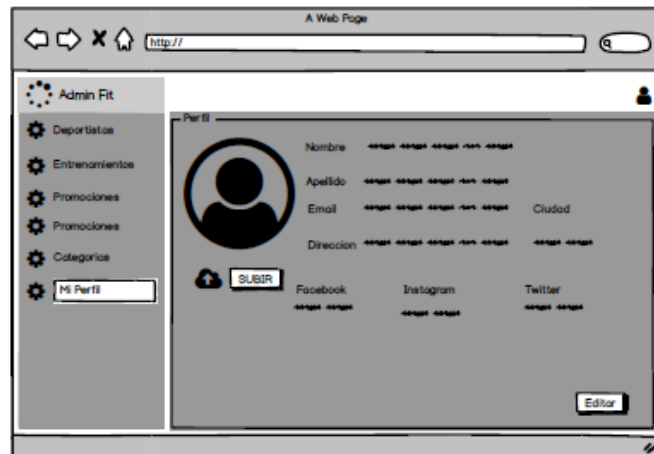 A Web Page
http://
Admin Fit
Deportistas
Entrenamientos
Promociones
Promociones
Categorias
Mi Perfil
Perfil
Nombre
Apellido
Email
Ciudad
Direccion
SUBIR
Facebook
Instagram
Twitter
Editar